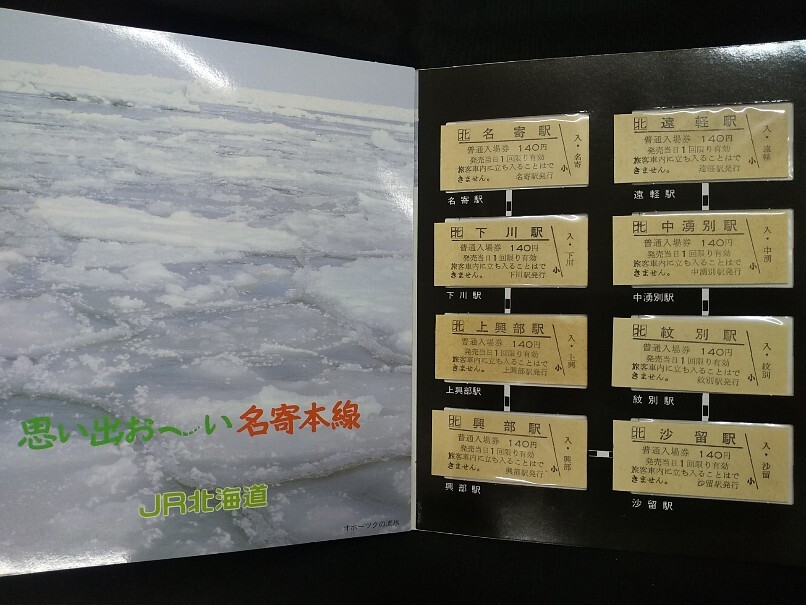 思い出おへ〜い名寄本線
JR北海道
オホーツクの流氷
北 名寄駅
普通入場券 140円
発売当日1回限り有効
旅客車内に立ち入ることはで
きません。 名寄駅発行
小
入・名寄
名寄駅
北 下川駅
普通入場券 140円
発売当日1回限り有効
旅客車内に立ち入ることはで
きません。 下川駅発行
小
入・下川
下川駅
北 上興部駅
普通入場券 140円
発売当日1回限り有効
旅客車内に立ち入ることはで
きません。 上興部駅発行
小
入・上興
上興部駅
北 興部駅
普通入場券 140円
発売当日1回限り有効
旅客車内に立ち入ることはで
きません。 興部駅発行
小
入・興部
興部駅
北 遠軽駅
普通入場券 140円
発売当日1回限り有効
旅客車内に立ち入ることはで
きません。 遠軽駅発行
小
入・遠軽
遠軽駅
北 中湧別駅
普通入場券 140円
発売当日1回限り有効
旅客車内に立ち入ることはで
きません。 中湧別駅発行
小
入・中湧
中湧別駅
北 紋別駅
普通入場券 140円
発売当日1回限り有効
旅客車内に立ち入ることはで
きません。 紋別駅発行
小
入・紋別
紋別駅
北 沙留駅
普通入場券 140円
発売当日1回限り有効
旅客車内に立ち入ることはで
きません。 沙留駅発行
小
入・沙留
沙留駅